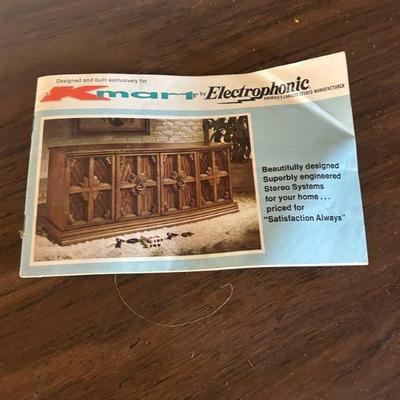 Designed and built exclusively for
Kmart by Electrophonic
AMERICA'S LARGEST STEREO MANUFACTURER
Beautifully designed
Superbly engineered
Stereo Systems
for your home...
priced for
"Satisfaction Always"